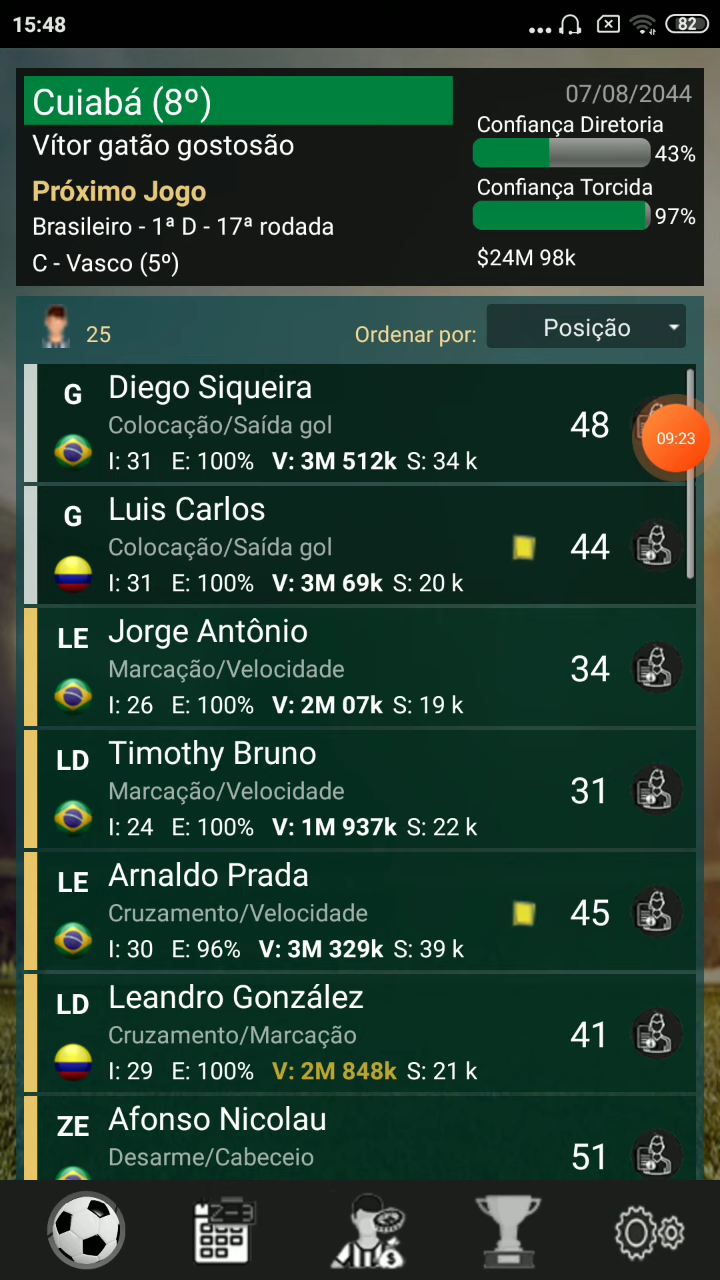 15:48
82
Cuiabá (8º)
07/08/2044
Vítor gatão gostosão
Confiança Diretoria
43%
Próximo Jogo
Confiança Torcida
Brasileiro - 1ª D - 17ª rodada
97%
C - Vasco (5º)
$24M 98k
25
Ordenar por:
Posição
G
Diego Siqueira
Colocação/Saída gol
48
I: 31 E: 100% V: 3M 512k S: 34 k
09:23
G
Luis Carlos
Colocação/Saída gol
44
I: 31 E: 100% V: 3M 69k S: 20 k
LE
Jorge Antônio
Marcação/Velocidade
34
I: 26 E: 100% V: 2M 07k S: 19 k
LD
Timothy Bruno
Marcação/Velocidade
31
I: 24 E: 100% V: 1M 937k S: 22 k
LE
Arnaldo Prada
Cruzamento/Velocidade
45
I: 30 E: 96% V: 3M 329k S: 39 k
LD
Leandro González
Cruzamento/Marcação
41
I: 29 E: 100% V: 2M 848k S: 21 k
ZE
Afonso Nicolau
Desarme/Cabeceio
51
2-3